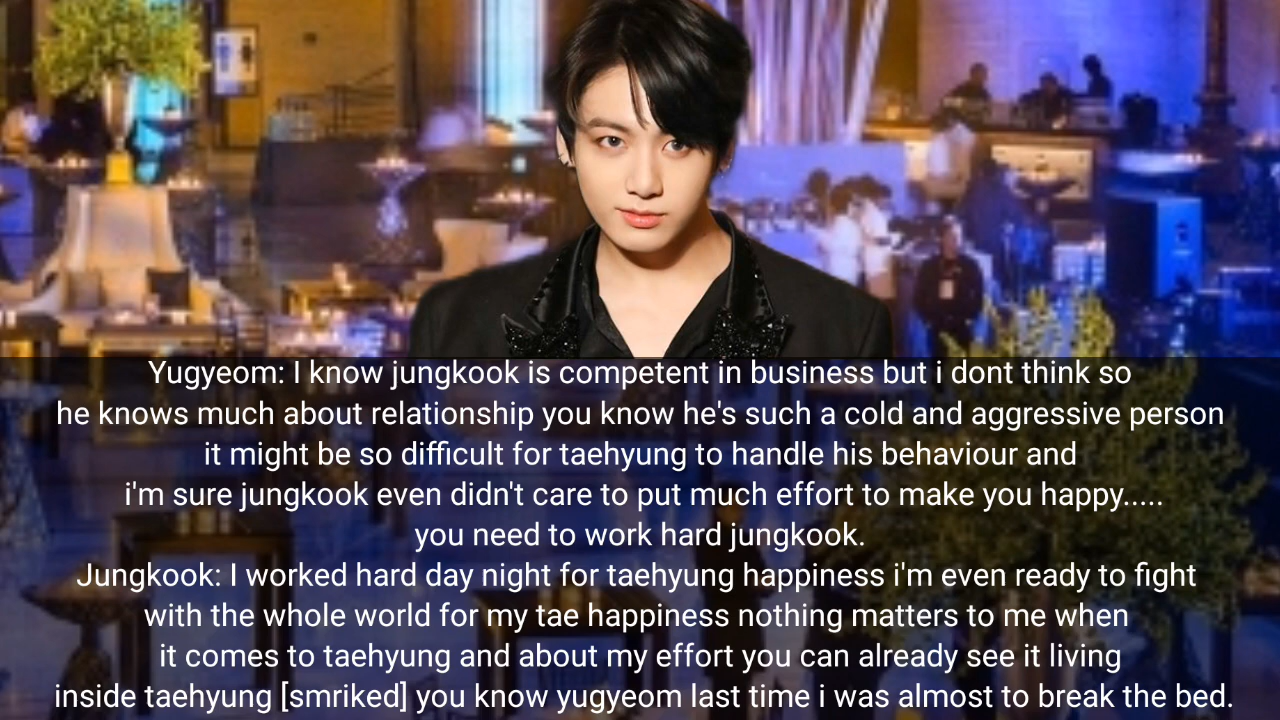 Yugyeom: I know jungkook is competent in business but i dont think so
he knows much about relationship you know he's such a cold and aggressive person
it might be so difficult for taehyung to handle his behaviour and
i'm sure jungkook even didn't care to put much effort to make you happy.....
you need to work hard jungkook.
Jungkook: I worked hard day night for taehyung happiness i'm even ready to fight
with the whole world for my tae happiness nothing matters to me when
it comes to taehyung and about my effort you can already see it living
inside taehyung [smriked] you know yugyeom last time i was almost to break the bed.